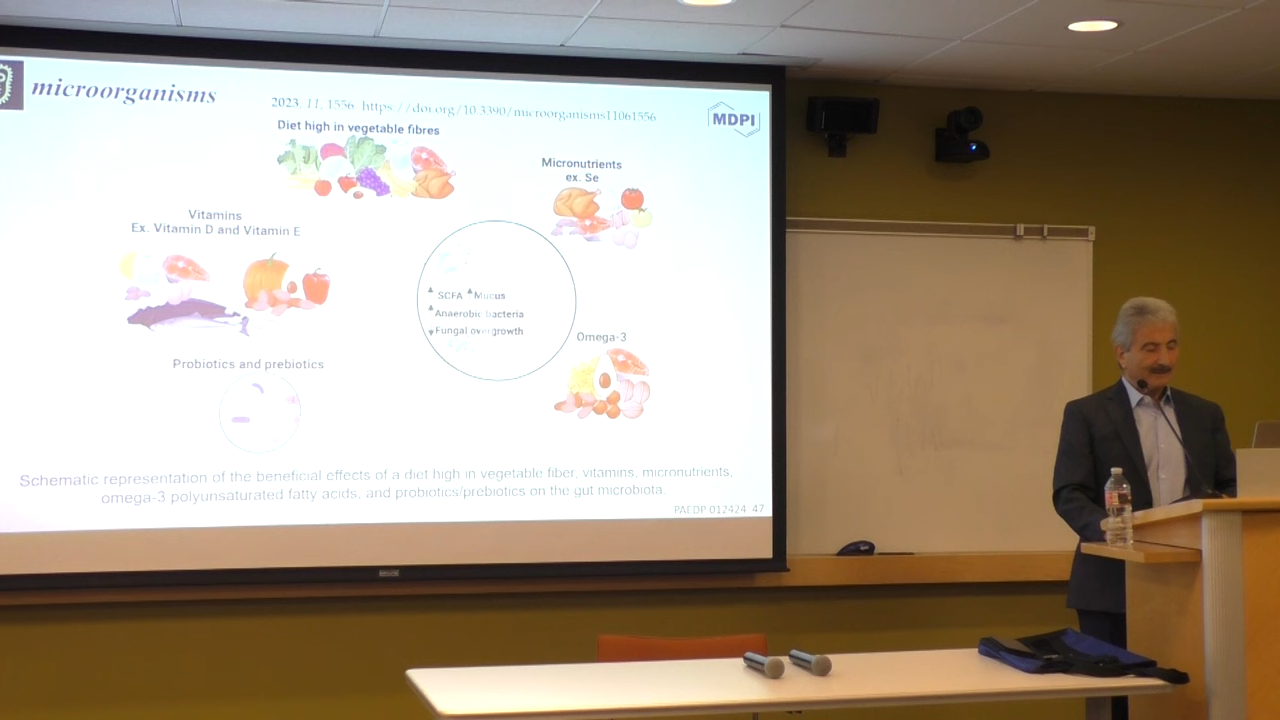 microorganisms
2023, 11, 1556. https://doi.org/10.3390/microorganisms11061556
MDPI
Diet high in vegetable fibres
Micronutrients
ex. Se
Vitamins
Ex. Vitamin D and Vitamin E
SCFA Mucus
Anaerobic bacteria
Fungal overgrowth
Omega-3
Probiotics and prebiotics
Schematic representation of the beneficial effects of a diet high in vegetable fiber, vitamins, micronutrients,
omega-3 polyunsaturated fatty acids, and probiotics/prebiotics on the gut microbiota.
PAEDP 012424 47